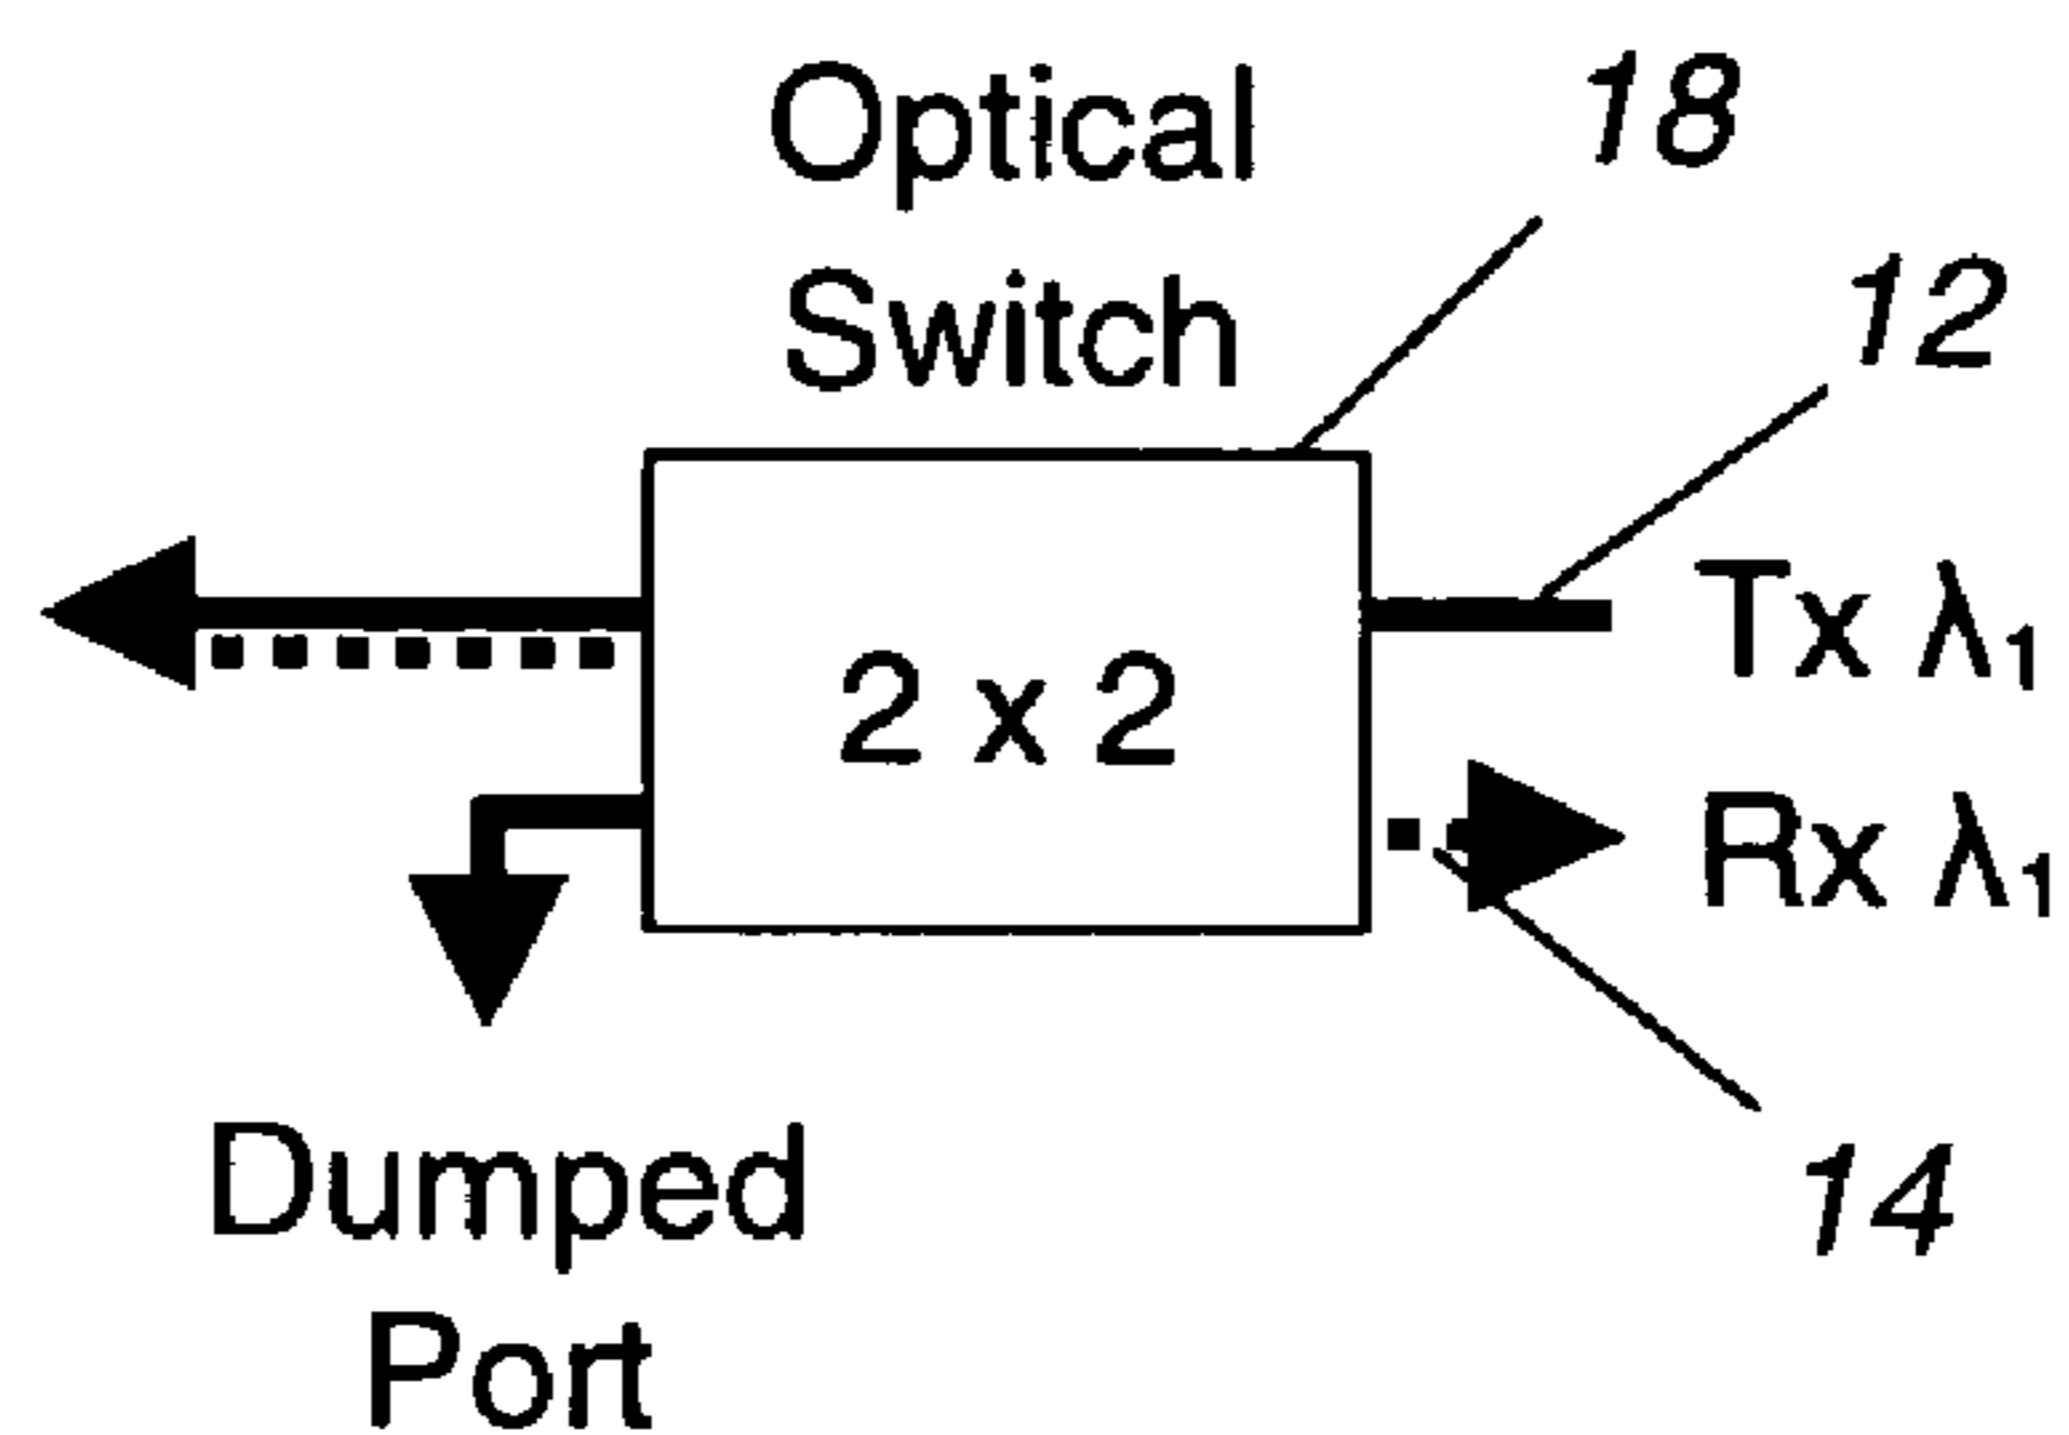 Optical
Switch
18
12
2 x 2
Tx λ₁
Rx λ₁
14
Dumped
Port